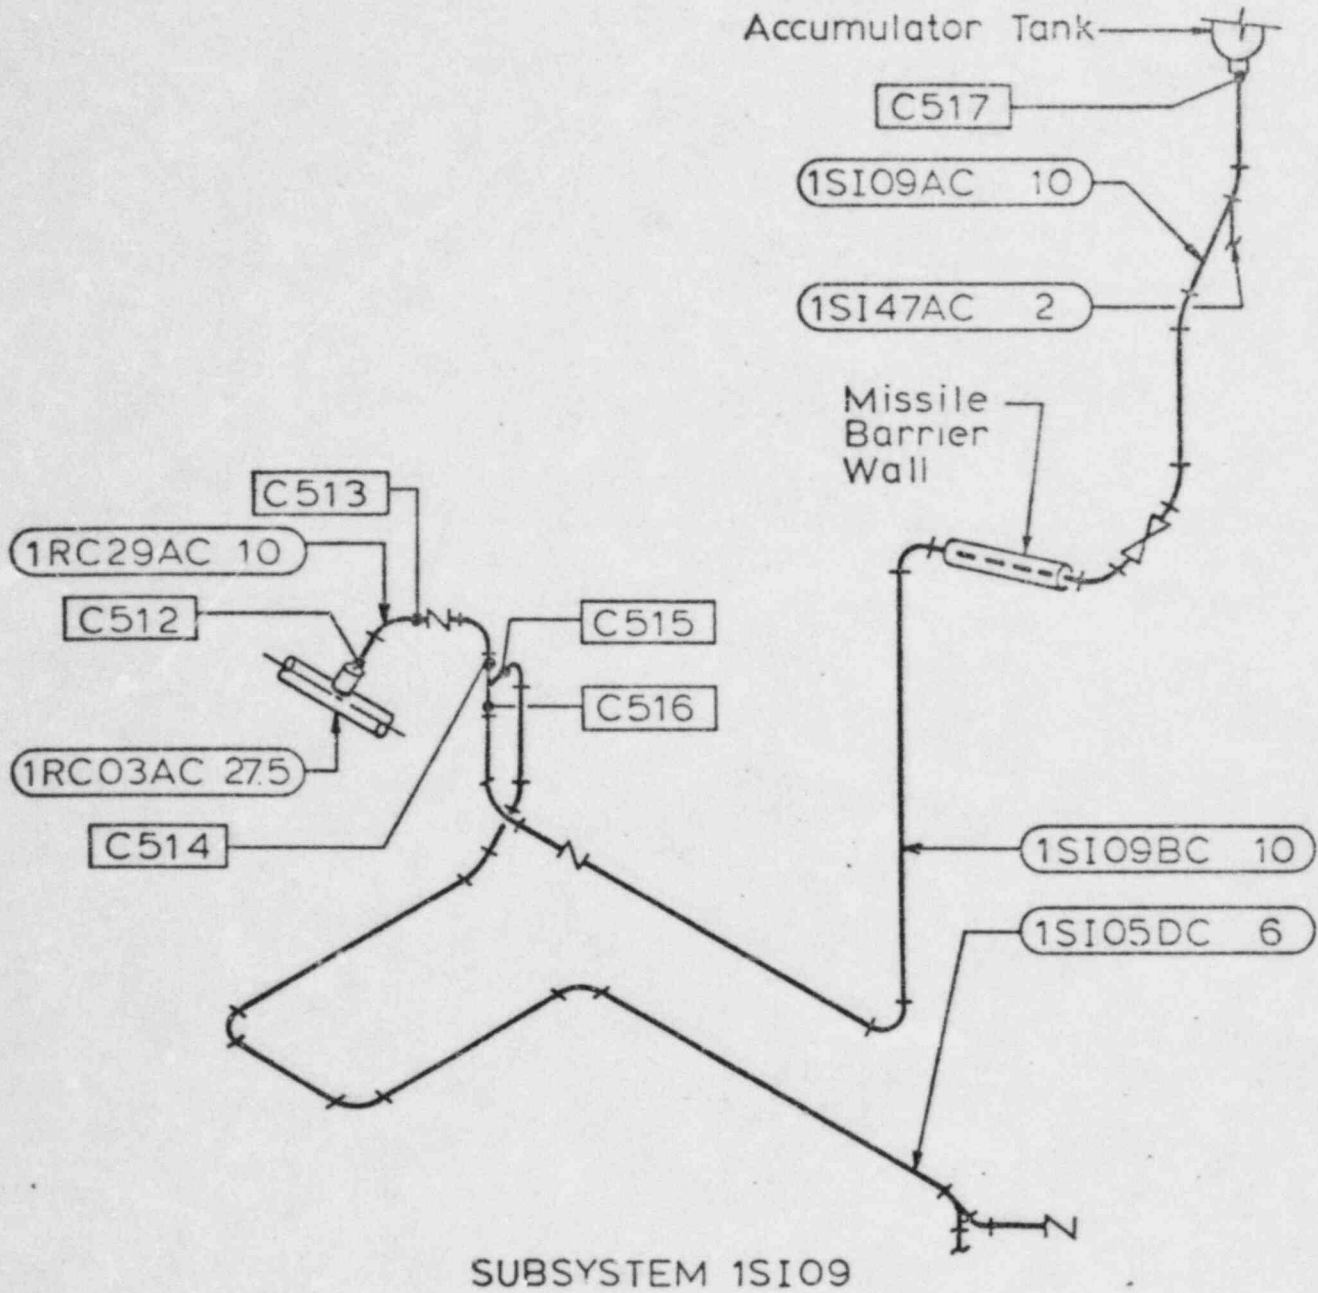 Accumulator Tank
C517
1SI09AC 10
1SI47AC 2
Missile
Barrier
Wall
C513
1RC29AC 10
C512
C515
C516
1RC03AC 27.5
C514
1SI09BC 10
1SI05DC 6
SUBSYSTEM 1SI09